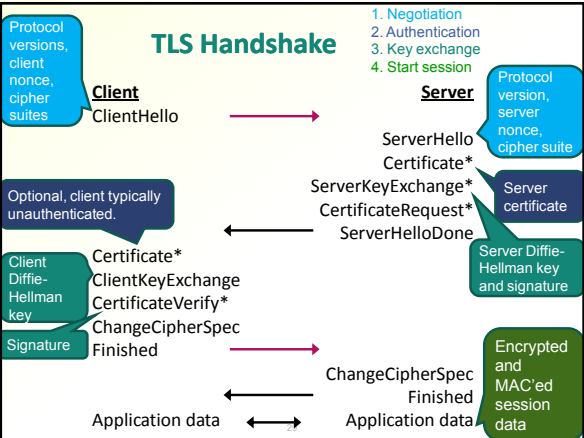 TLS Handshake
1. Negotiation
2. Authentication
3. Key exchange
4. Start session
Protocol
versions,
client
nonce,
cipher
suites
Client
ClientHello
Server
Protocol
version,
server
nonce,
cipher suite
ServerHello
Certificate*
ServerKeyExchange*
CertificateRequest*
ServerHelloDone
Server
certificate
Server Diffie-
Hellman key
and signature
Optional, client typically
unauthenticated.
Certificate*
ClientKeyExchange
CertificateVerify*
ChangeCipherSpec
Finished
Client
Diffie-
Hellman
key
Signature
ChangeCipherSpec
Finished
Application data
Application data
Encrypted
and
MAC'ed
session
data